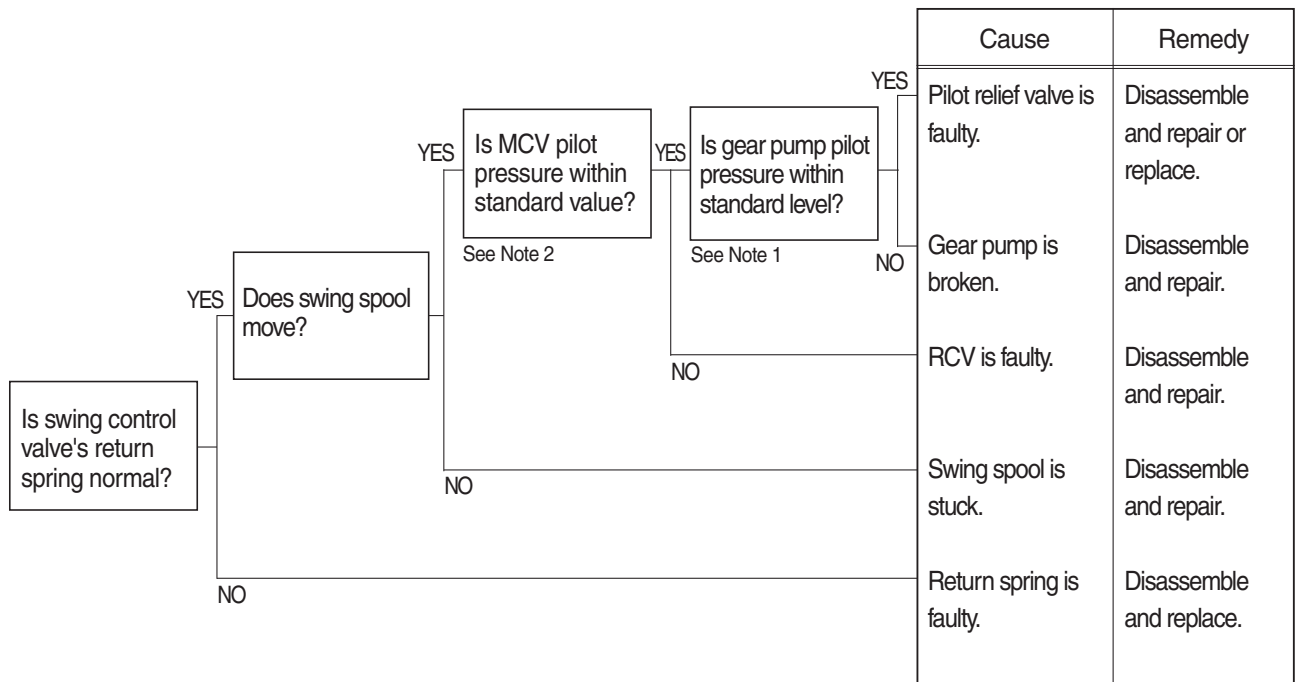 Cause
Remedy
YES
Pilot relief valve is
faulty.
Disassemble
and repair or
replace.
YES
Is MCV pilot
pressure within
standard value?
See Note 2
YES
Is gear pump pilot
pressure within
standard level?
See Note 1
NO
Gear pump is
broken.
Disassemble
and repair.
YES
Does swing spool
move?
NO
RCV is faulty.
Disassemble
and repair.
Is swing control
valve's return
spring normal?
NO
Swing spool is
stuck.
Disassemble
and repair.
NO
Return spring is
faulty.
Disassemble
and replace.